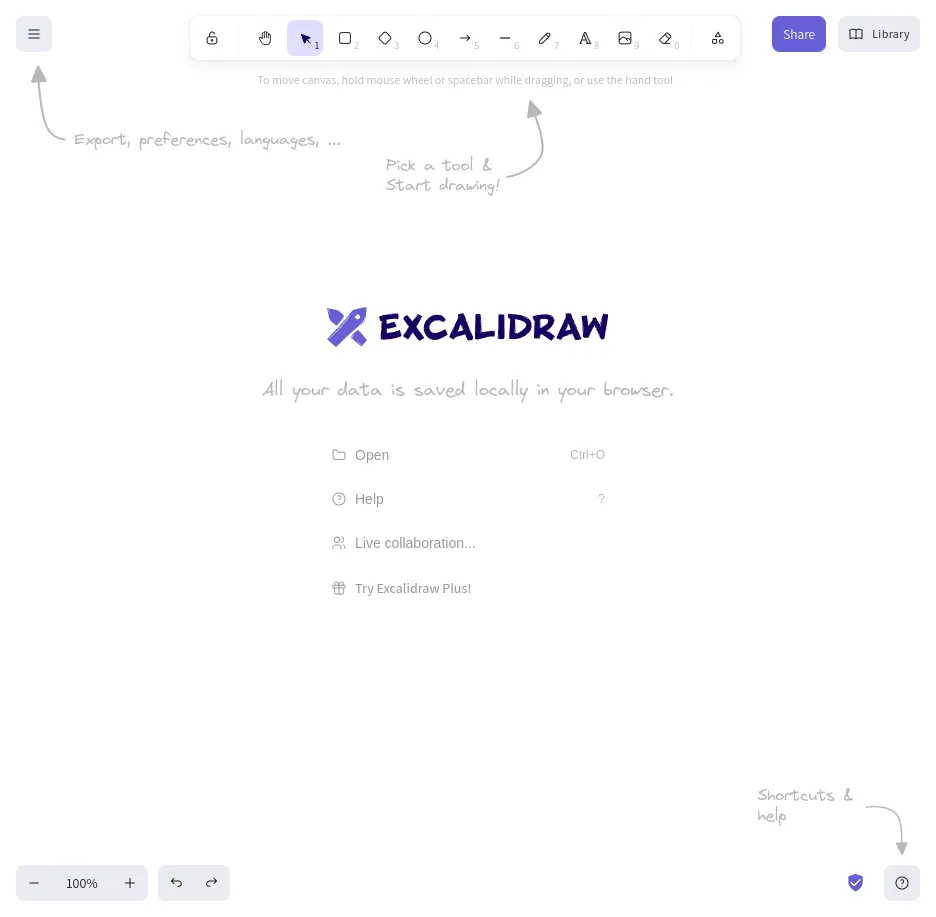 1
2
3
4
5
6
7
8
9
0
Share
Library
To move canvas, hold mouse wheel or spacebar while dragging, or use the hand tool
Export, preferences, languages, ...
Pick a tool &
Start drawing!
EXCALIDRAW
All your data is saved locally in your browser.
Open Ctrl+O
Help ?
Live collaboration...
Try Excalidraw Plus!
Shortcuts &
help
100%